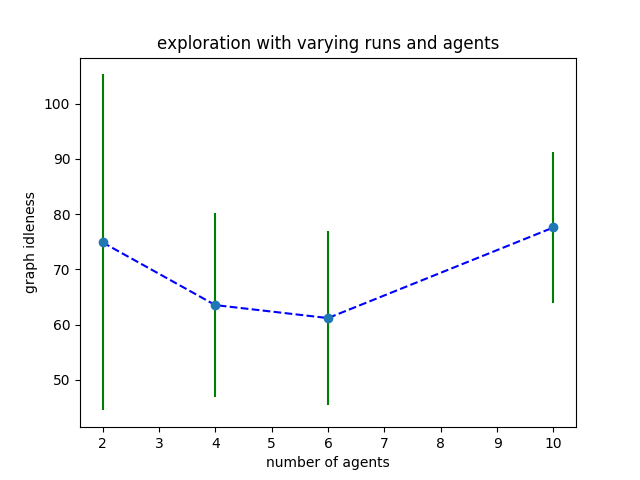 exploration with varying runs and agents
graph idleness
100
90
80
70
60
50
2 3 4 5 6 7 8 9 10
number of agents